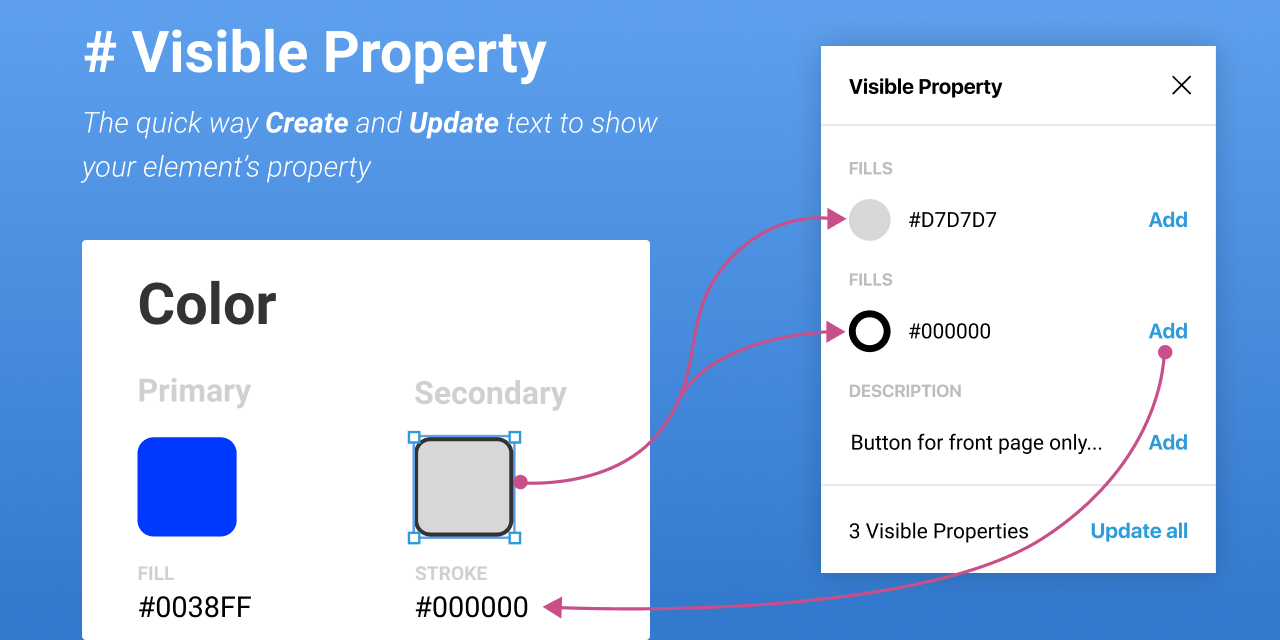 # Visible Property
The quick way Create and Update text to show
your element's property
Color
Primary
Secondary
FILL
#0038FF
STROKE
#000000
Visible Property
FILLS
#D7D7D7
Add
FILLS
#000000
Add
DESCRIPTION
Button for front page only...
Add
3 Visible Properties
Update all